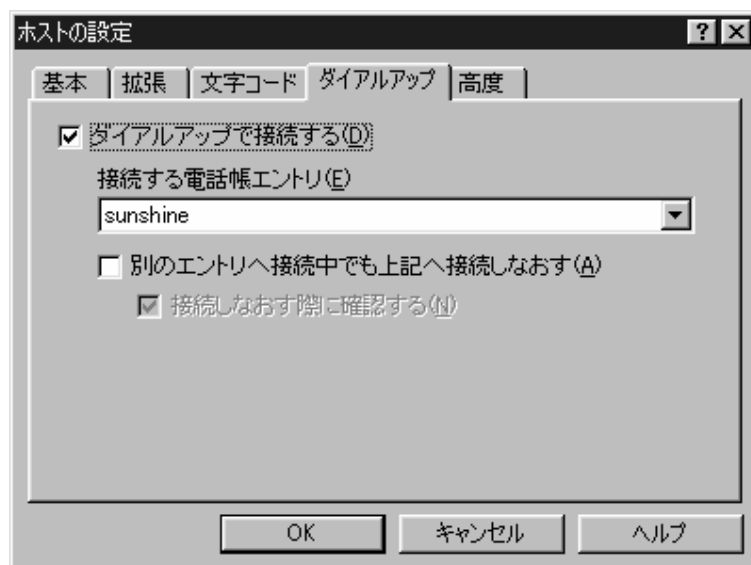 ホストの設定
基本 拡張 文字コード ダイアルアップ 高度
ダイアルアップで接続する(D)
接続する電話帳エントリ(E)
sunshine
別のエントリへ接続中でも上記へ接続しなおす(A)
接続しなおす際に確認する(N)
OK キャンセル ヘルプ